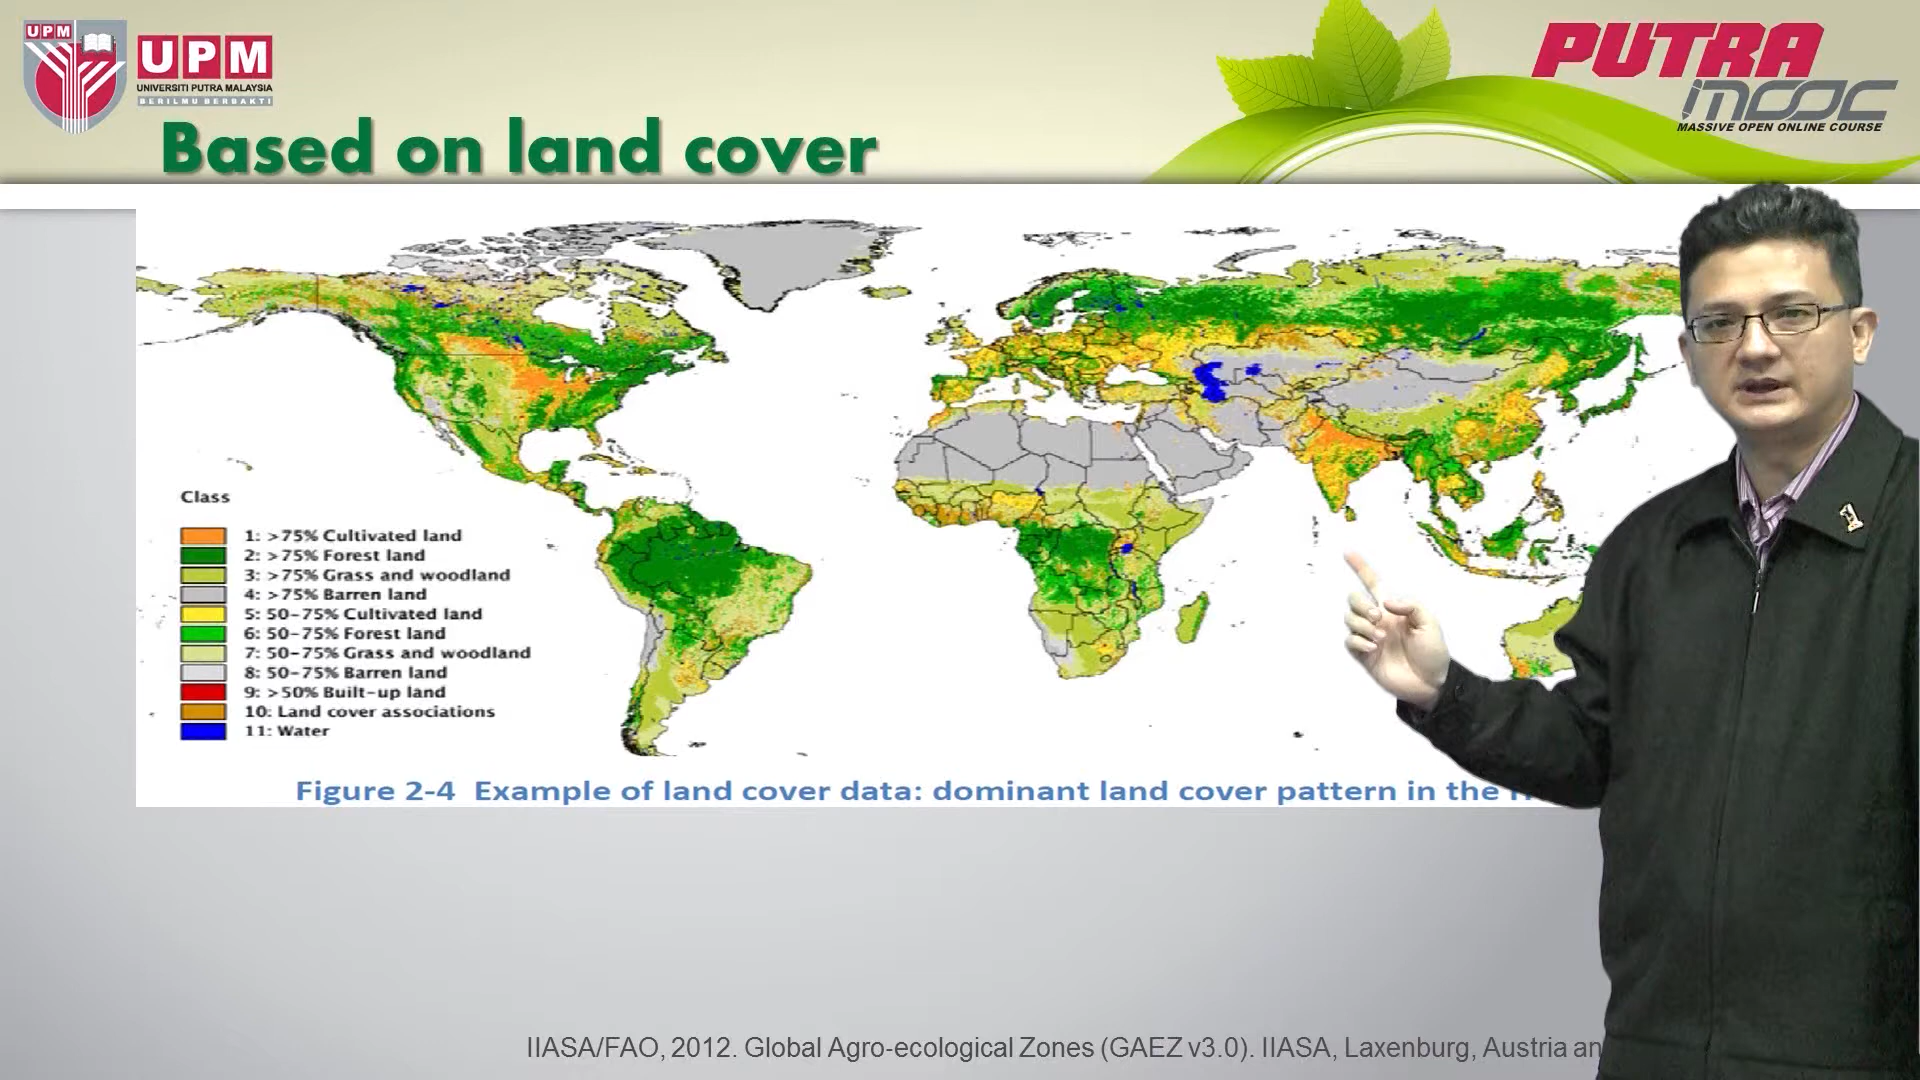 UPM
UPM
UNIVERSITI PUTRA MALAYSIA
BERILMU BERBAKTI
PUTRA
mooc
MASSIVE OPEN ONLINE COURSE
Based on land cover
Class
1: >75% Cultivated land
2: >75% Forest land
3: >75% Grass and woodland
4: >75% Barren land
5: 50-75% Cultivated land
6: 50-75% Forest land
7: 50-75% Grass and woodland
8: 50-75% Barren land
9: >50% Built-up land
10: Land cover associations
11: Water
Figure 2-4 Example of land cover data: dominant land cover pattern in the
IIASA/FAO, 2012. Global Agro-ecological Zones (GAEZ v3.0). IIASA, Laxenburg, Austria an